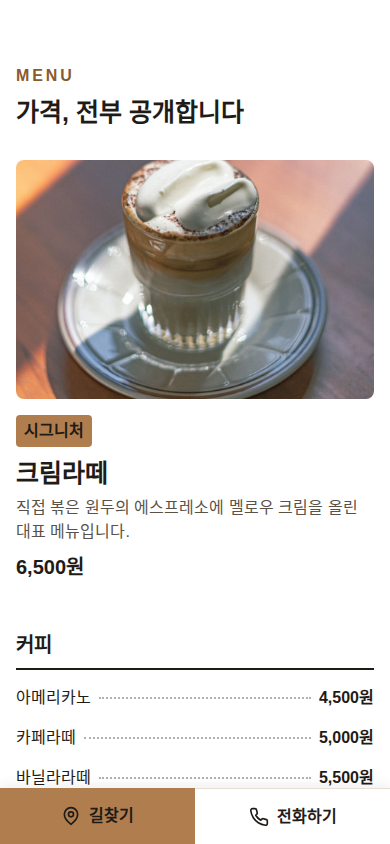 MENU
가격, 전부 공개합니다
시그니처
크림라떼
직접 볶은 원두의 에스프레소에 멜로우 크림을 올린
대표 메뉴입니다.
6,500원
커피
아메리카노 4,500원
카페라떼 5,000원
바닐라라떼 5,500원
길찾기 전화하기